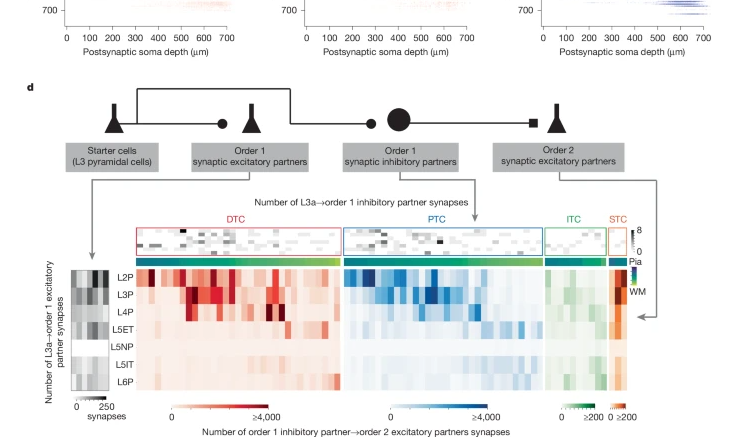 700
700
0 100 200 300 400 500 600 700
0 100 200 300 400 500 600 700
0 100 200 300 400 500 600 700
Postsynaptic soma depth (μm)
Postsynaptic soma depth (μm)
Postsynaptic soma depth (μm)
d
Starter cells
(L3 pyramidal cells)
Order 1
synaptic excitatory partners
Order 1
synaptic inhibitory partners
Order 2
synaptic excitatory partners
Number of L3a→order 1 inhibitory partner synapses
DTC
PTC
ITC
STC
8
0
Pia
WM
Number of L3a→order 1 excitatory
partner synapses
L2P
L3P
L4P
L5ET
L5NP
L5IT
L6P
0 250
synapses
0 ≥4,000
0 ≥4,000
0 ≥200
0 ≥200
Number of order 1 inhibitory partner→order 2 excitatory partners synapses